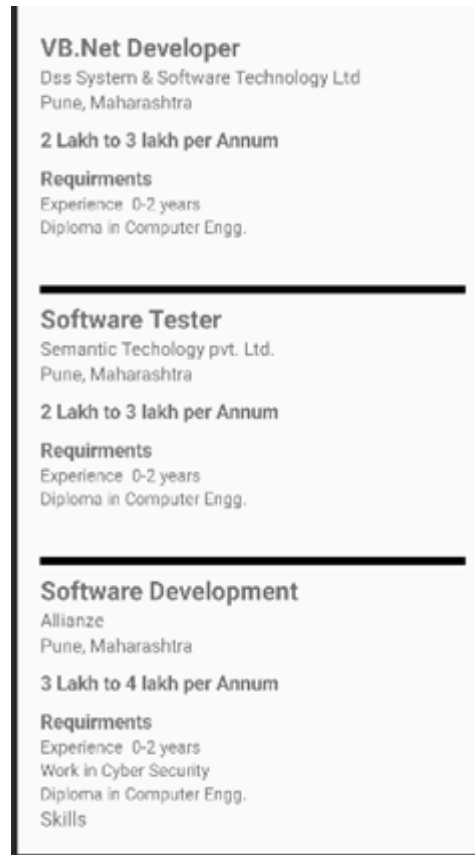 VB.Net Developer
Dss System & Software Technology Ltd
Pune, Maharashtra
2 Lakh to 3 lakh per Annum
Requirments
Experience 0-2 years
Diploma in Computer Engg.
Software Tester
Semantic Techology pvt. Ltd.
Pune, Maharashtra
2 Lakh to 3 lakh per Annum
Requirments
Experience 0-2 years
Diploma in Computer Engg.
Software Development
Allianze
Pune, Maharashtra
3 Lakh to 4 lakh per Annum
Requirments
Experience 0-2 years
Work in Cyber Security
Diploma in Computer Engg.
Skills